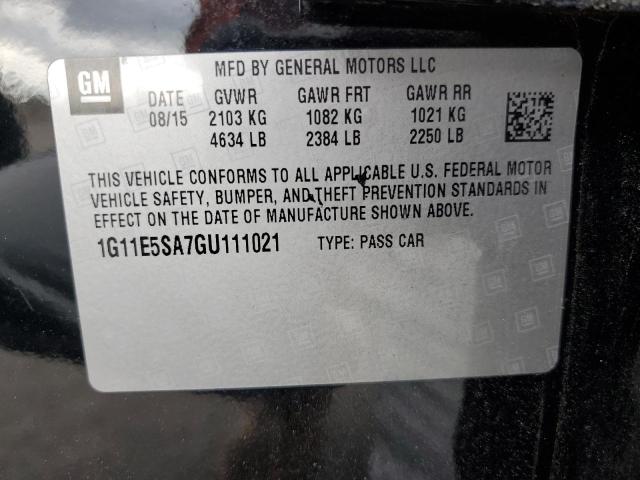 GM
MFD BY GENERAL MOTORS LLC
DATE GVWR GAWR FRT GAWR RR
08/15 2103 KG 1082 KG 1021 KG
4634 LB 2384 LB 2250 LB
THIS VEHICLE CONFORMS TO ALL APPLICABLE U.S. FEDERAL MOTOR
VEHICLE SAFETY, BUMPER, AND THEFT PREVENTION STANDARDS IN
EFFECT ON THE DATE OF MANUFACTURE SHOWN ABOVE.
1G11E5SA7GU111021 TYPE: PASS CAR